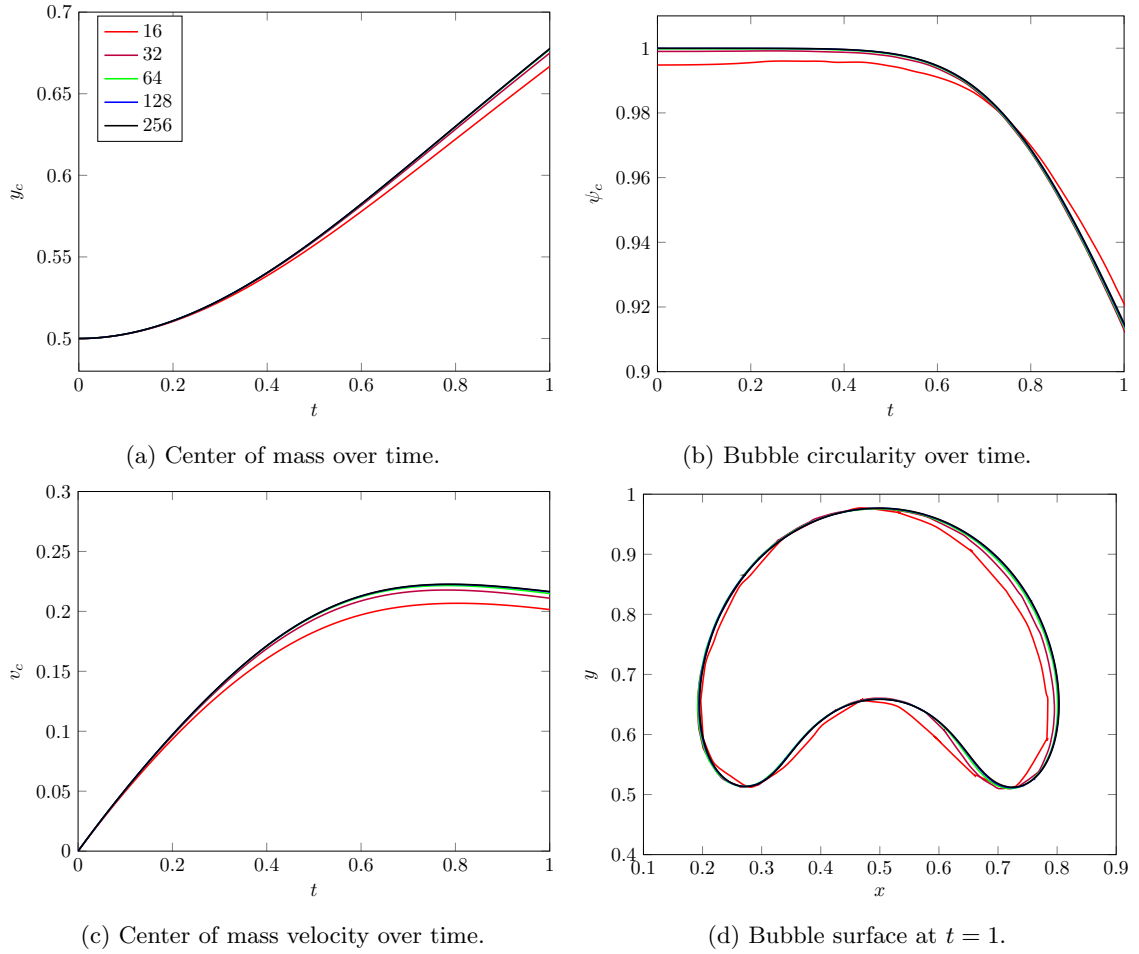 0.7
0.65
0.6
0.55
0.5
y_c
16
32
64
128
256
0 0.2 0.4 0.6 0.8 1
t
(a) Center of mass over time.
1
0.98
0.96
0.94
0.92
0.9
ψ_c
0 0.2 0.4 0.6 0.8 1
t
(b) Bubble circularity over time.
0.3
0.25
0.2
0.15
0.1
0.05
0
v_c
0 0.2 0.4 0.6 0.8 1
t
(c) Center of mass velocity over time.
1
0.9
0.8
0.7
0.6
0.5
0.4
y
0.1 0.2 0.3 0.4 0.5 0.6 0.7 0.8 0.9
x
(d) Bubble surface at t = 1.